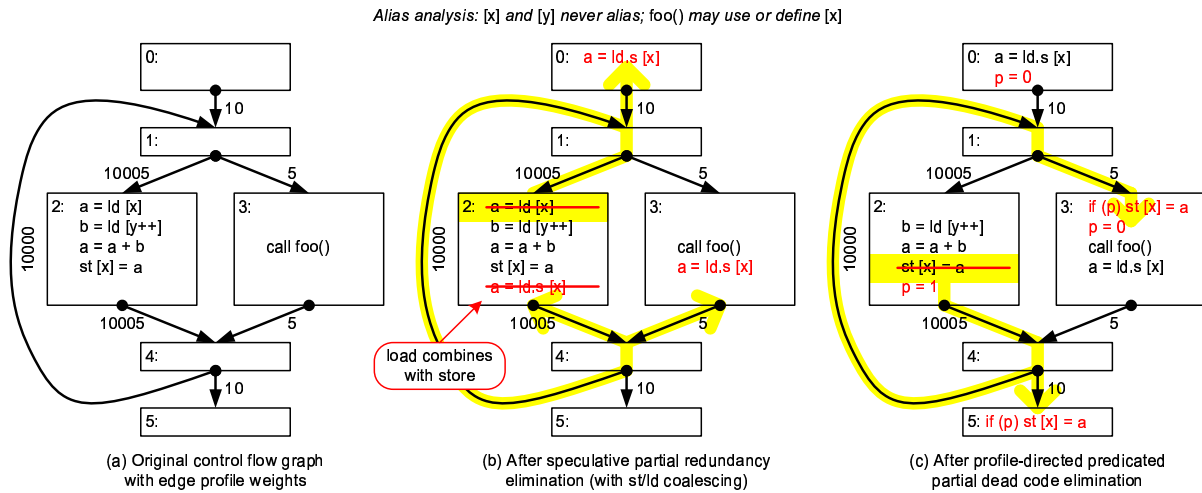 Alias analysis: [x] and [y] never alias; foo() may use or define [x]
0:
10
1:
10005
5
2: a = ld [x]
b = ld [y++]
a = a + b
st [x] = a
3:
call foo()
10000
10005
5
4:
10
5:
(a) Original control flow graph
with edge profile weights
0: a = ld.s [x]
10
1:
10005
5
2: a = ld [x]
b = ld [y++]
a = a + b
st [x] = a
a = ld.s [x]
3:
call foo()
a = ld.s [x]
10000
10005
5
load combines
with store
4:
10
5:
(b) After speculative partial redundancy
elimination (with st/ld coalescing)
0: a = ld.s [x]
p = 0
10
1:
10005
5
2:
b = ld [y++]
a = a + b
st [x] = a
p = 1
3: if (p) st [x] = a
p = 0
call foo()
a = ld.s [x]
10000
10005
5
4:
10
5: if (p) st [x] = a
(c) After profile-directed predicated
partial dead code elimination